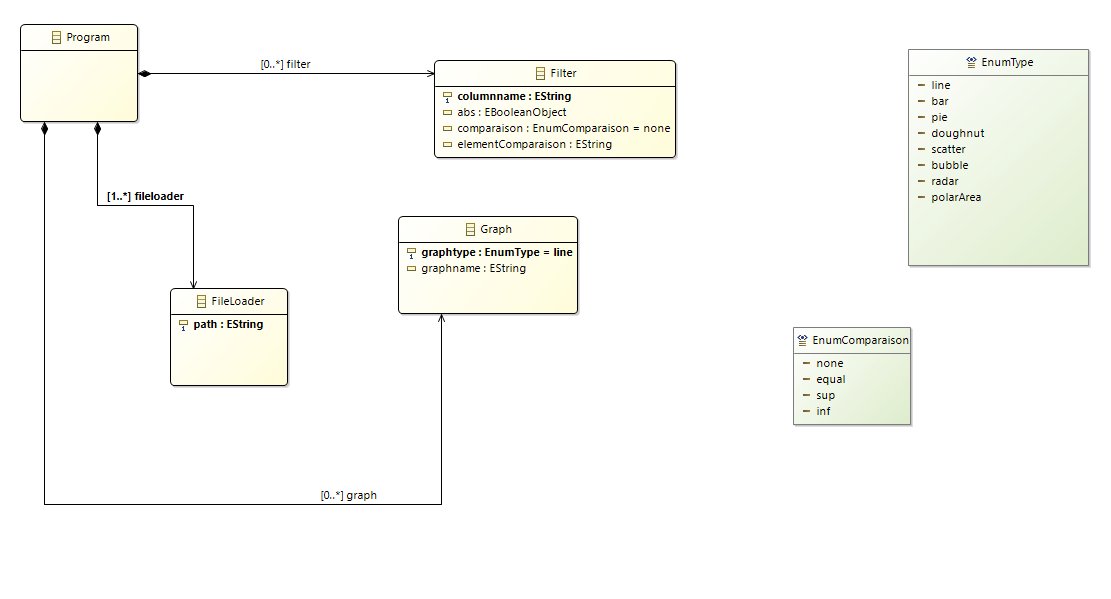 Program
[0..*] filter
Filter
columnname : EString
abs : EBooleanObject
comparaison : EnumComparaison = none
elementComparaison : EString
EnumType
line
bar
pie
doughnut
scatter
bubble
radar
polarArea
[1..*] fileloader
Graph
graphtype : EnumType = line
graphname : EString
FileLoader
path : EString
EnumComparaison
none
equal
sup
inf
[0..*] graph